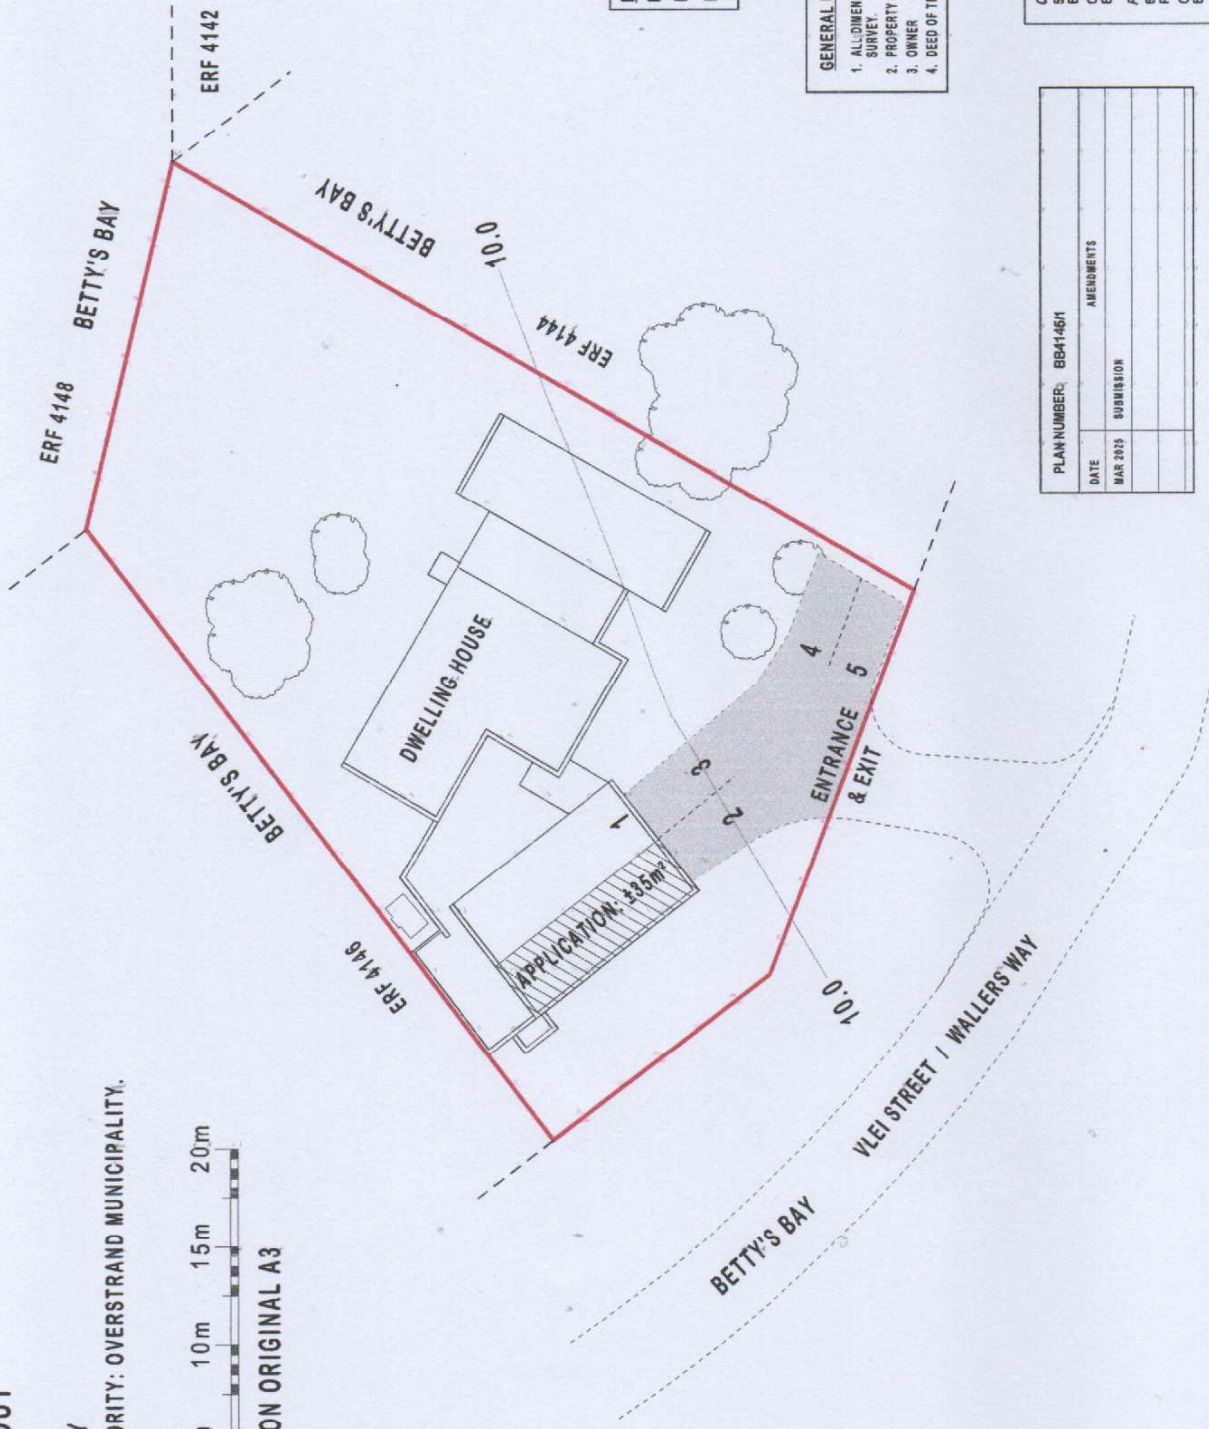 OUT
Y
ORITY: OVERSTRAND MUNICIPALITY.
10m 15m 20m
ON ORIGINAL A3
ERF 4148 BETTY'S BAY
ERF 4142
ERF 4146 BETTY'S BAY
ERF 4144 BETTY'S BAY
10.0
10.0
DWELLING HOUSE
APPLICATION: ±35m²
1
2
3
4
5
ENTRANCE
& EXIT
BETTY'S BAY VLEI STREET / WALLERS WAY
GENERAL
1. ALL DIMEN
SURVEY.
2. PROPERTY
3. OWNER
4. DEED OF
PLAN NUMBER: BB4146/1
DATE AMENDMENTS
MAR 2025 SUBMISSION